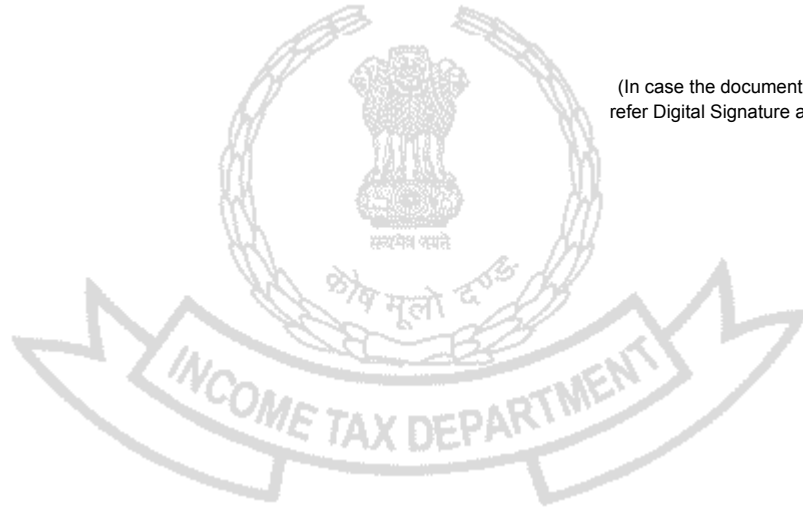 (In case the document
refer Digital Signature a
सत्यमेव जयते
कोष मूलो दण्ड:
INCOME TAX DEPARTMENT